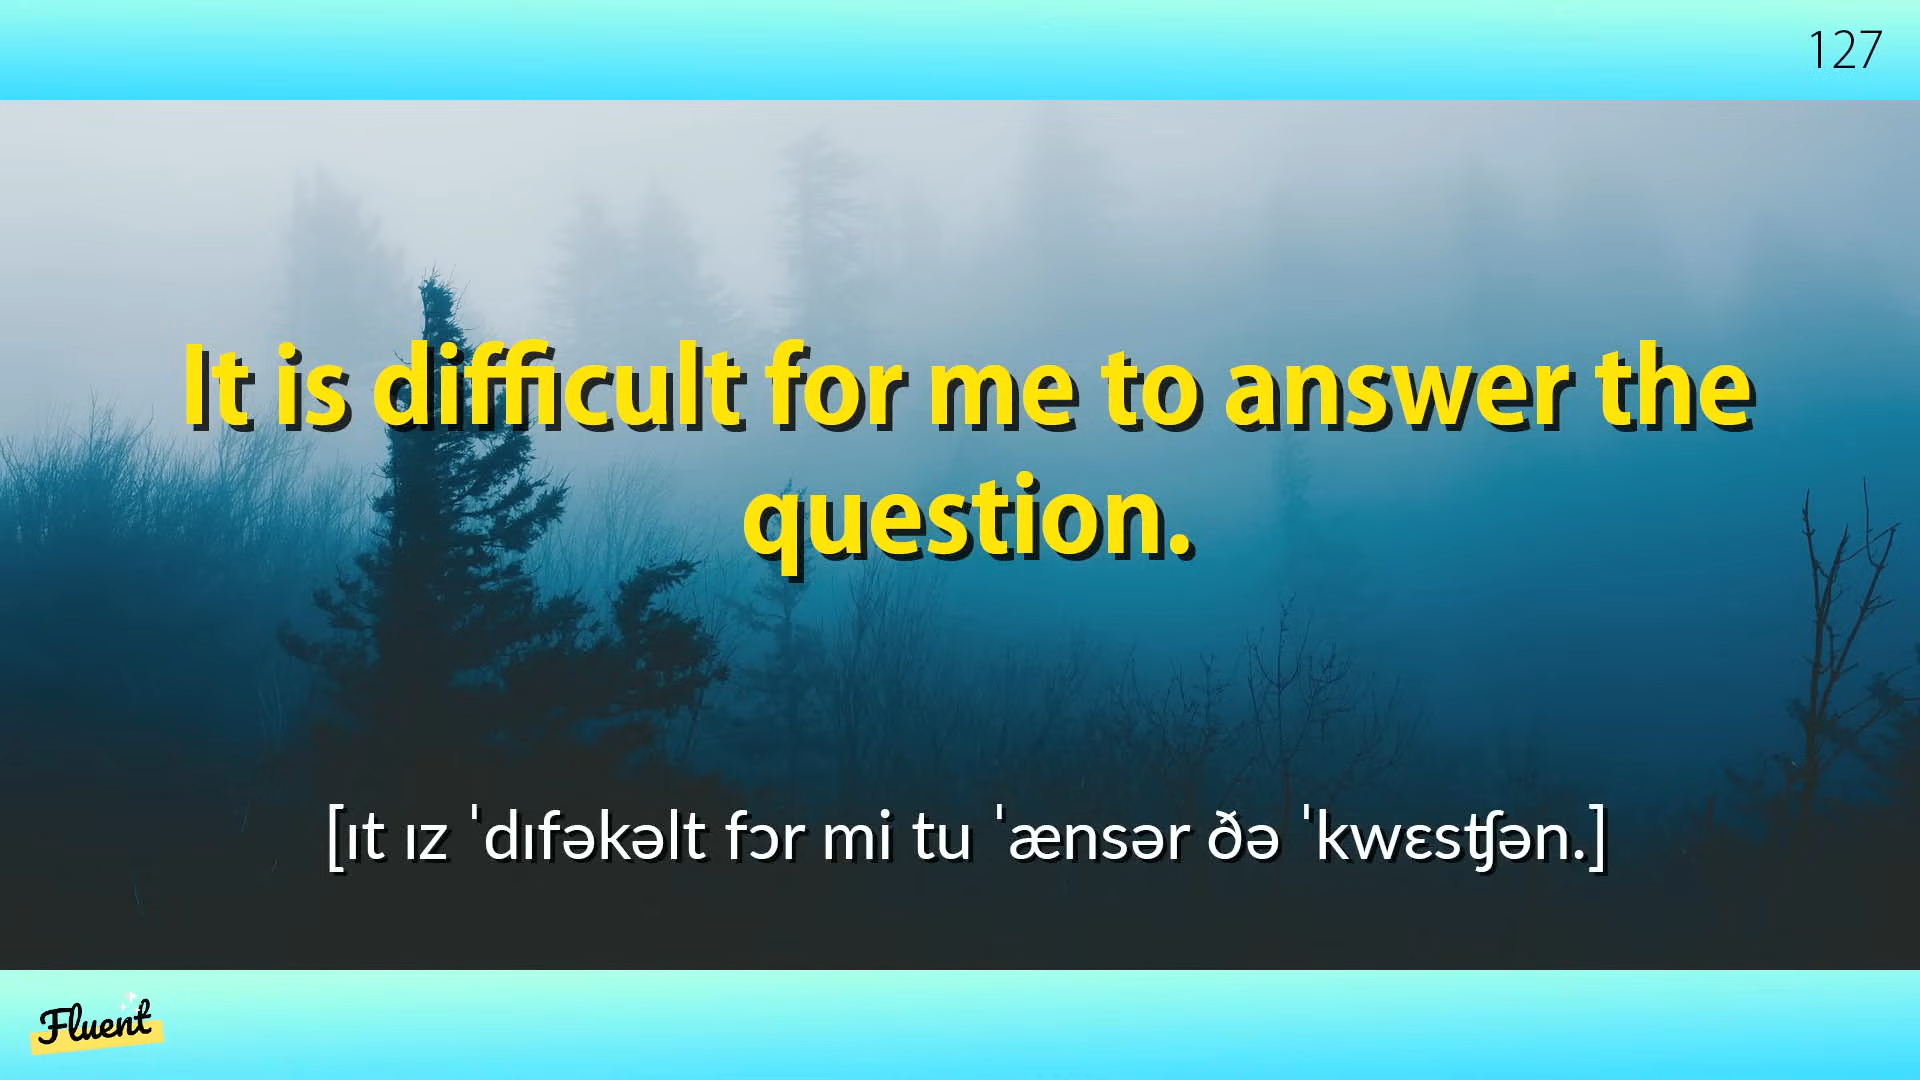 127
It is difficult for me to answer the
question.
[ɪt ɪz ˈdɪfəkəlt fɔr mi tu ˈænsər ðə ˈkwɛsʧən.]
Fluent